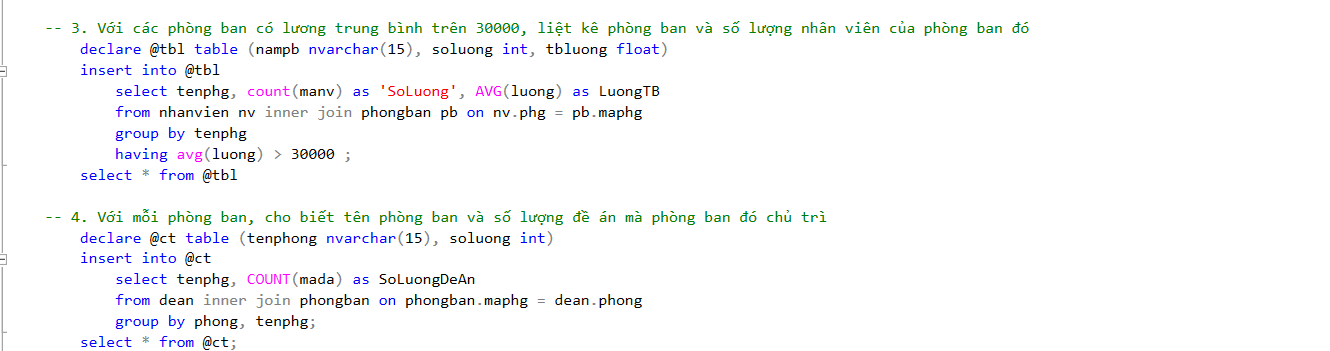 -- 3. Với các phòng ban có lương trung bình trên 30000, liệt kê phòng ban và số lượng nhân viên của phòng ban đó
declare @tbl table (nampb nvarchar(15), soluong int, tbluong float)
insert into @tbl
select tenphg, count(manv) as 'SoLuong', AVG(luong) as LuongTB
from nhanvien nv inner join phongban pb on nv.phg = pb.maphg
group by tenphg
having avg(luong) > 30000 ;
select * from @tbl
-- 4. Với mỗi phòng ban, cho biết tên phòng ban và số lượng đề án mà phòng ban đó chủ trì
declare @ct table (tenphong nvarchar(15), soluong int)
insert into @ct
select tenphg, COUNT(mada) as SoLuongDeAn
from dean inner join phongban on phongban.maphg = dean.phong
group by phong, tenphg;
select * from @ct;